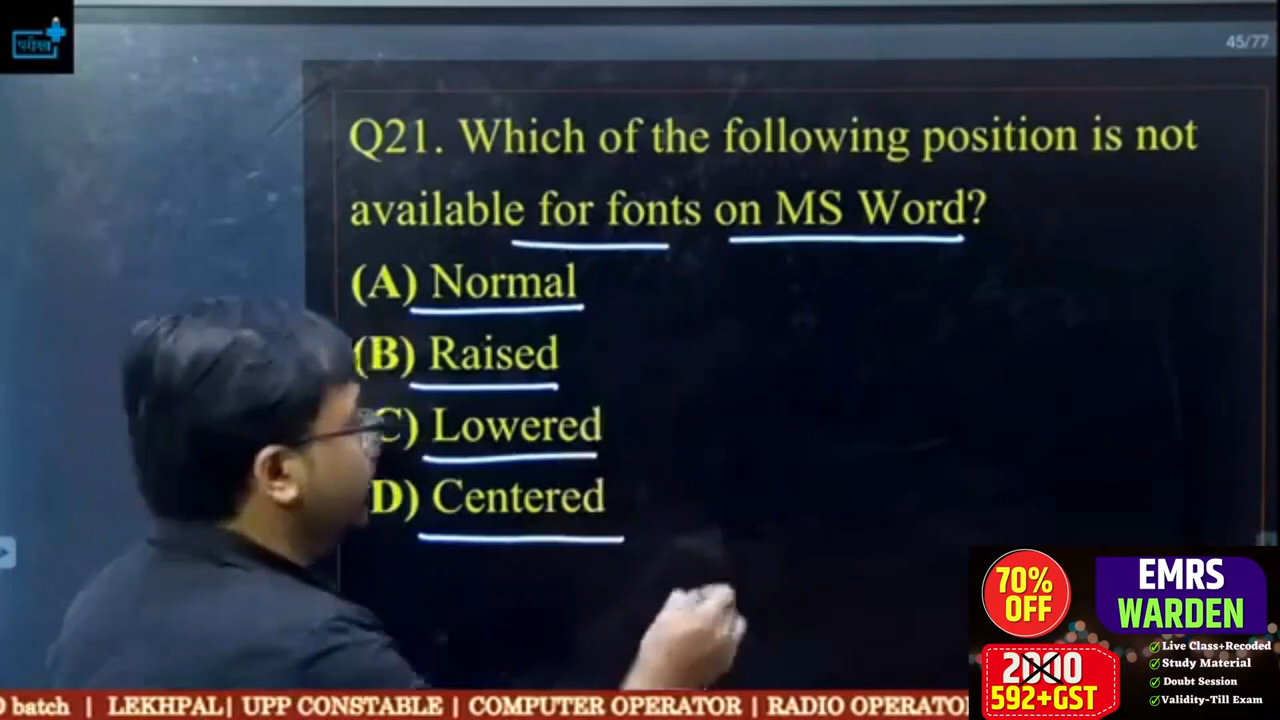 परीक्षा
45/77
Q21. Which of the following position is not
available for fonts on MS Word?
(A) Normal
(B) Raised
C) Lowered
D) Centered
70%
OFF
EMRS
WARDEN
2000
592+GST
Live Class+Recoded
Study Material
Doubt Session
Validity-Till Exam
batch | LEKHPAL| UPP CONSTABLE | COMPUTER OPERATOR | RADIO OPERATO